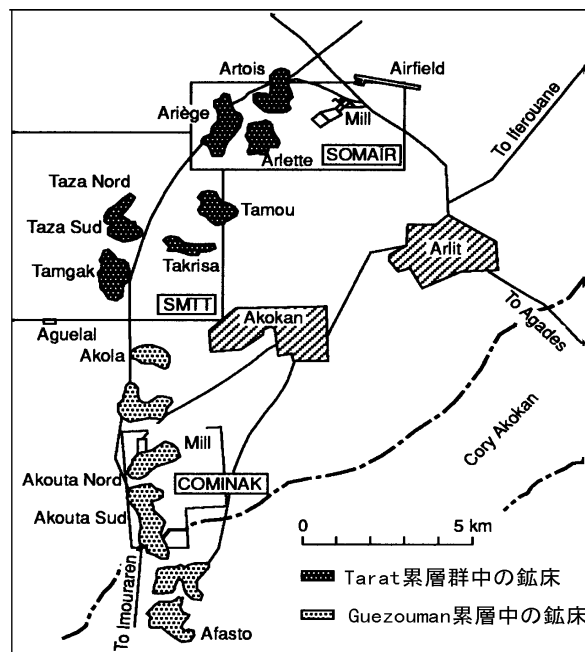 Artois
Airfield
Ariège
Mill
Arlette
SOMAIR
To Iferouane
Taza Nord
Taza Sud
Tamou
Takrisa
Tamgak
Arlit
SMTT
Aguelal
Akokan
To Agades
Akola
Mill
Cory Akokan
Akouta Nord
COMINAK
Akouta Sud
0 5 km
To Imouraren
Tarat累層群中の鉱床
Guezouman累層中の鉱床
Afasto